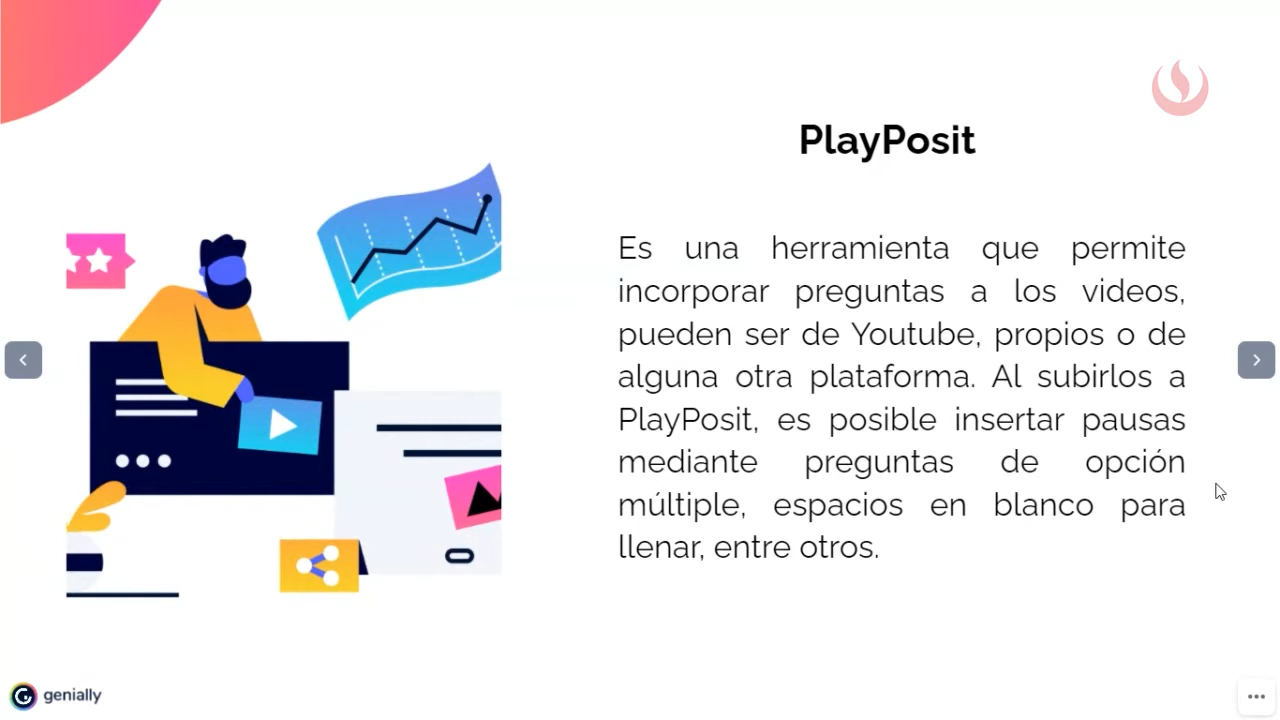 PlayPosit
Es una herramienta que permite
incorporar preguntas a los videos,
pueden ser de Youtube, propios o de
alguna otra plataforma. Al subirlos a
PlayPosit, es posible insertar pausas
mediante preguntas de opción
múltiple, espacios en blanco para
llenar, entre otros.
genially